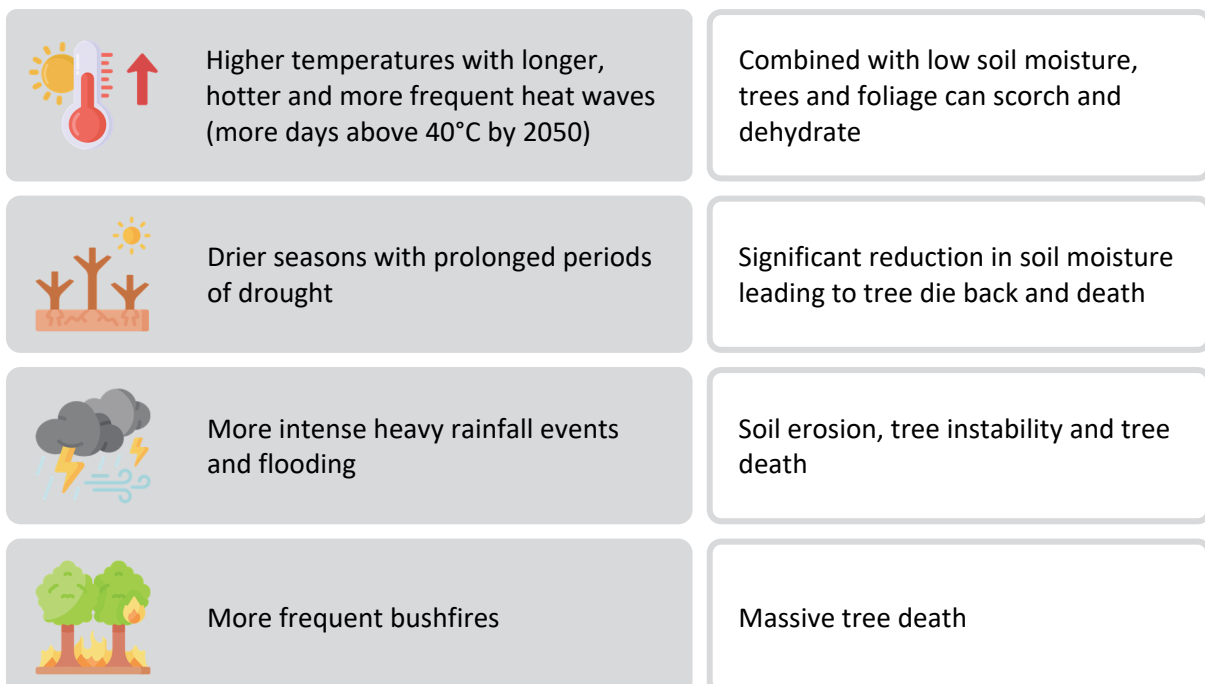 Higher temperatures with longer,
hotter and more frequent heat waves
(more days above 40°C by 2050)
Combined with low soil moisture,
trees and foliage can scorch and
dehydrate
Drier seasons with prolonged periods
of drought
Significant reduction in soil moisture
leading to tree die back and death
More intense heavy rainfall events
and flooding
Soil erosion, tree instability and tree
death
More frequent bushfires
Massive tree death